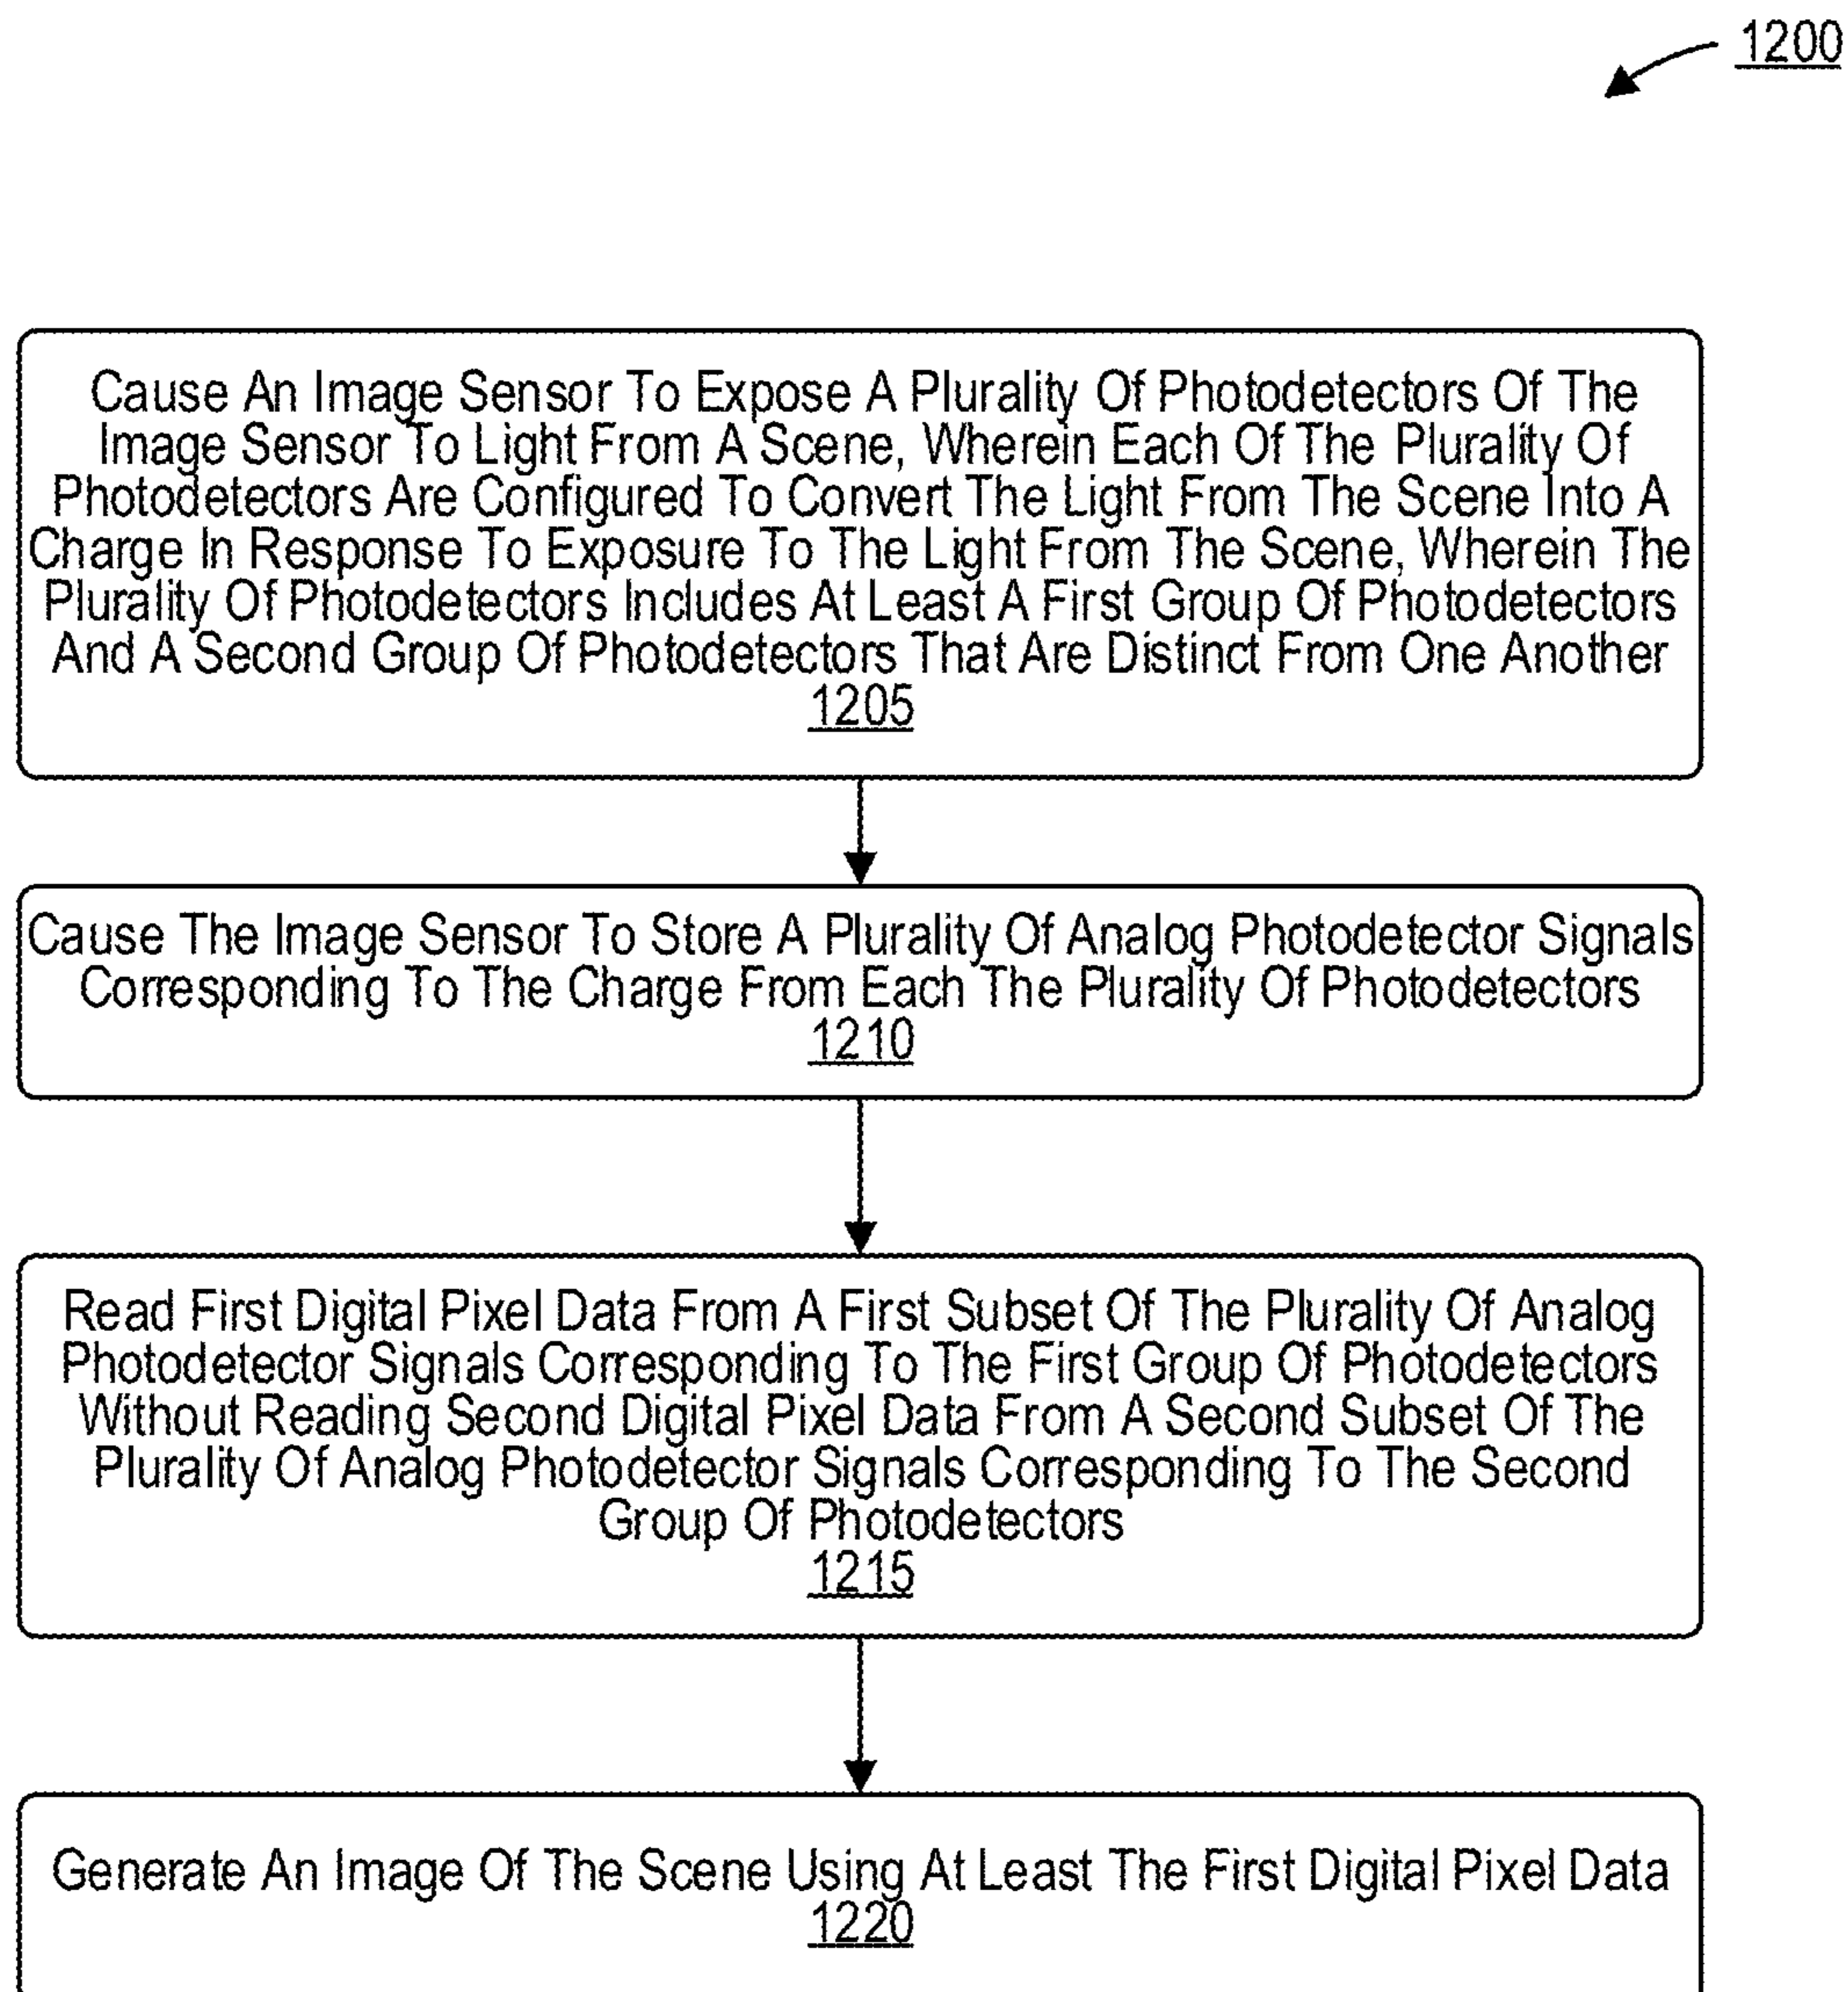 1200
Cause An Image Sensor To Expose A Plurality Of Photodetectors Of The
Image Sensor To Light From A Scene, Wherein Each Of The Plurality Of
Photodetectors Are Configured To Convert The Light From The Scene Into A
Charge In Response To Exposure To The Light From The Scene, Wherein The
Plurality Of Photodetectors Includes At Least A First Group Of Photodetectors
And A Second Group Of Photodetectors That Are Distinct From One Another
1205
Cause The Image Sensor To Store A Plurality Of Analog Photodetector Signals
Corresponding To The Charge From Each The Plurality Of Photodetectors
1210
Read First Digital Pixel Data From A First Subset Of The Plurality Of Analog
Photodetector Signals Corresponding To The First Group Of Photodetectors
Without Reading Second Digital Pixel Data From A Second Subset Of The
Plurality Of Analog Photodetector Signals Corresponding To The Second
Group Of Photodetectors
1215
Generate An Image Of The Scene Using At Least The First Digital Pixel Data
1220